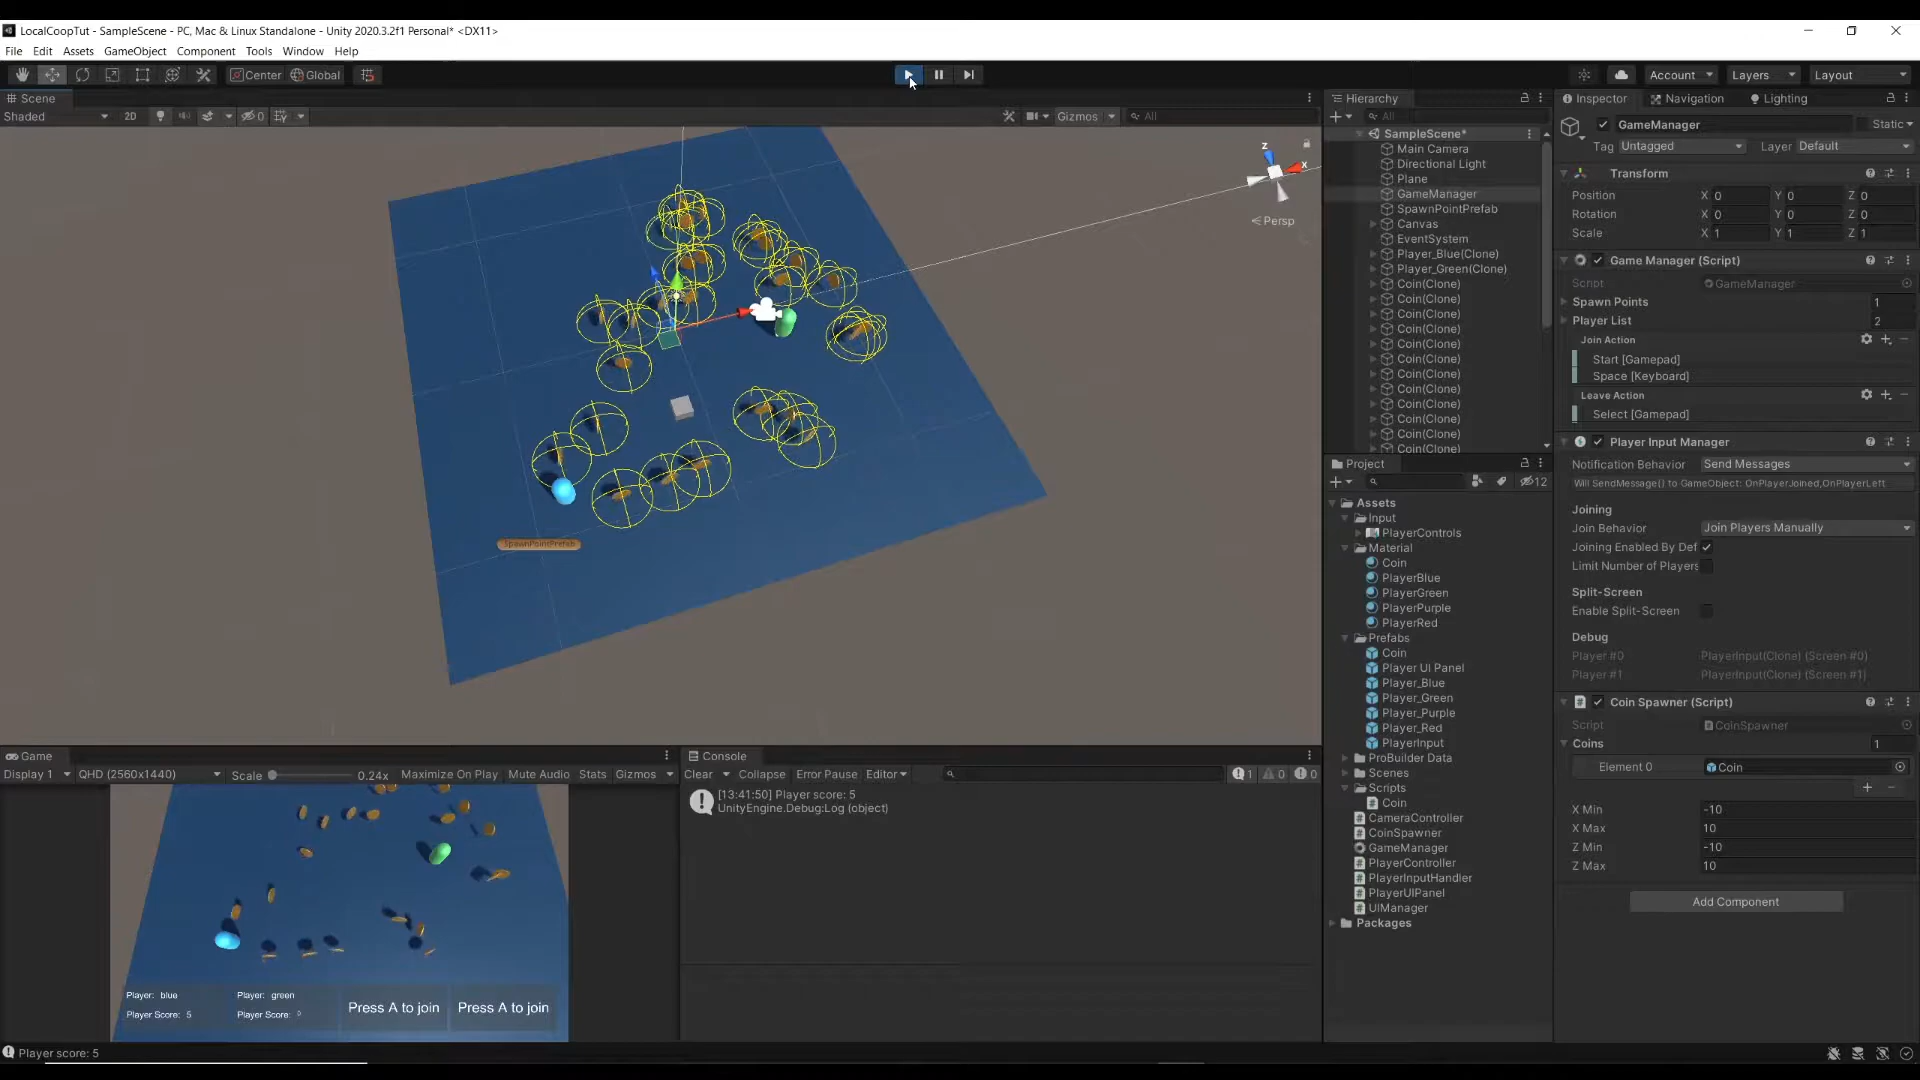 LocalCoopTut - SampleScene - PC, Mac & Linux Standalone - Unity 2020.3.2f1 Personal* <DX11>
File Edit Assets GameObject Component Tools Window Help
Center Global
Account Layers Layout
Scene
Shaded 2D 0 Gizmos All
z
x
Persp
SpawnPointPrefab
Hierarchy
All
SampleScene*
Main Camera
Directional Light
Plane
GameManager
SpawnPointPrefab
Canvas
EventSystem
Player_Blue(Clone)
Player_Green(Clone)
Coin(Clone)
Coin(Clone)
Coin(Clone)
Coin(Clone)
Coin(Clone)
Coin(Clone)
Coin(Clone)
Coin(Clone)
Coin(Clone)
Coin(Clone)
Coin(Clone)
Coin(Clone)
Project
12
Assets
Input
PlayerControls
Material
Coin
PlayerBlue
PlayerGreen
PlayerPurple
PlayerRed
Prefabs
Coin
Player UI Panel
Player_Blue
Player_Green
Player_Purple
Player_Red
PlayerInput
ProBuilder Data
Scenes
Scripts
Coin
CameraController
CoinSpawner
GameManager
PlayerController
PlayerInputHandler
PlayerUIPanel
UIManager
Packages
Inspector Navigation Lighting
GameManager Static
Tag Untagged Layer Default
Transform
Position X 0 Y 0 Z 0
Rotation X 0 Y 0 Z 0
Scale X 1 Y 1 Z 1
Game Manager (Script)
Script GameManager
Spawn Points 1
Player List 2
Join Action
Start [Gamepad]
Space [Keyboard]
Leave Action
Select [Gamepad]
Player Input Manager
Notification Behavior Send Messages
Will SendMessage() to GameObject: OnPlayerJoined,OnPlayerLeft
Joining
Join Behavior Join Players Manually
Joining Enabled By Def
Limit Number of Players
Split-Screen
Enable Split-Screen
Debug
Player #0 PlayerInput(Clone) (Screen #0)
Player #1 PlayerInput(Clone) (Screen #1)
Coin Spawner (Script)
Script CoinSpawner
Coins 1
Element 0 Coin
X Min -10
X Max 10
Z Min -10
Z Max 10
Add Component
Game
Display 1 QHD (2560x1440) Scale 0.24x Maximize On Play Mute Audio Stats Gizmos
Player: blue
Player Score: 5
Player: green
Player Score: 0
Press A to join
Press A to join
Console
Clear Collapse Error Pause Editor 1 0 0
[13:41:50] Player score: 5
UnityEngine.Debug:Log (object)
Player score: 5